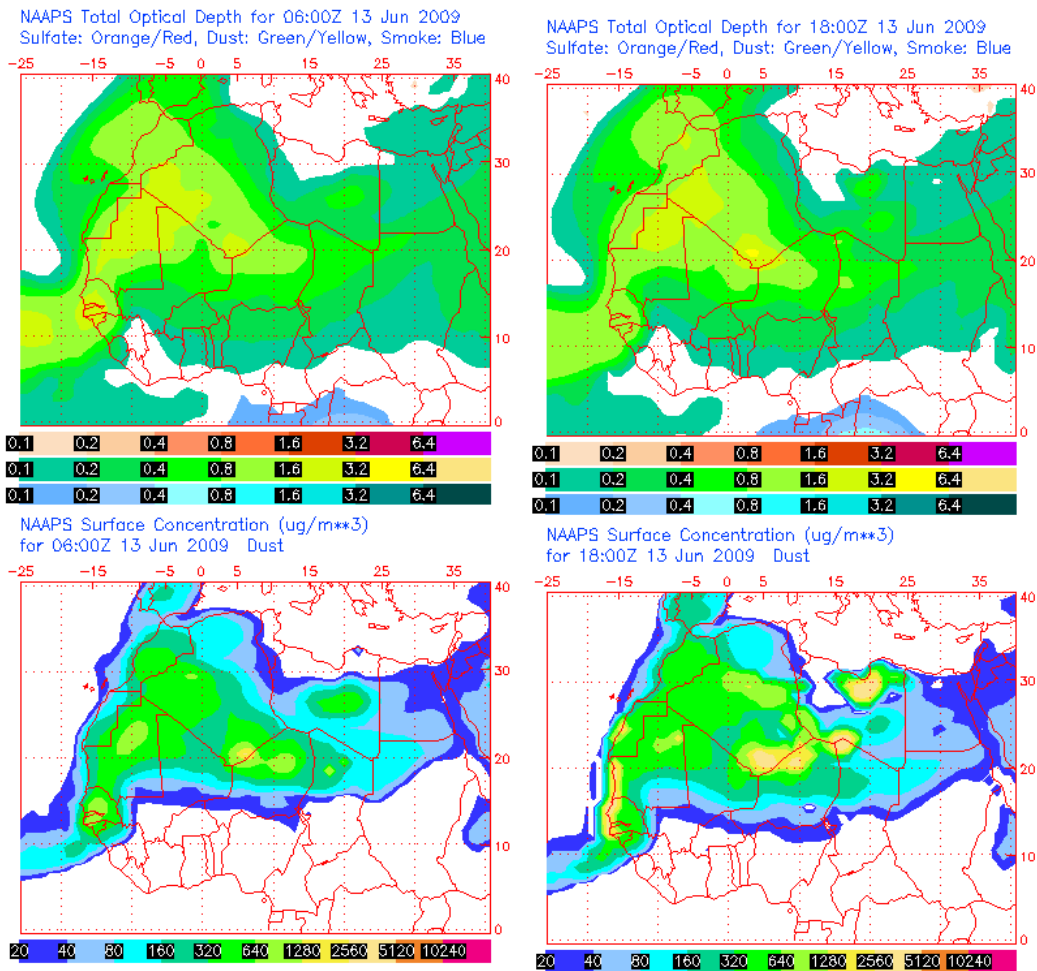 NAAPS Total Optical Depth for 06:00Z 13 Jun 2009
Sulfate: Orange/Red, Dust: Green/Yellow, Smoke: Blue
-25 -15 -5 0 5 15 25 35
40
30
20
10
0
0.1 0.2 0.4 0.8 1.6 3.2 6.4
0.1 0.2 0.4 0.8 1.6 3.2 6.4
0.1 0.2 0.4 0.8 1.6 3.2 6.4
NAAPS Total Optical Depth for 18:00Z 13 Jun 2009
Sulfate: Orange/Red, Dust: Green/Yellow, Smoke: Blue
-25 -15 -5 0 5 15 25 35
40
30
20
10
0
0.1 0.2 0.4 0.8 1.6 3.2 6.4
0.1 0.2 0.4 0.8 1.6 3.2 6.4
0.1 0.2 0.4 0.8 1.6 3.2 6.4
NAAPS Surface Concentration (ug/m**3)
for 06:00Z 13 Jun 2009 Dust
-25 -15 -5 0 5 15 25 35
40
30
20
10
0
20 40 80 160 320 640 1280 2560 5120 10240
NAAPS Surface Concentration (ug/m**3)
for 18:00Z 13 Jun 2009 Dust
-25 -15 -5 0 5 15 25 35
40
30
20
10
0
20 40 80 160 320 640 1280 2560 5120 10240